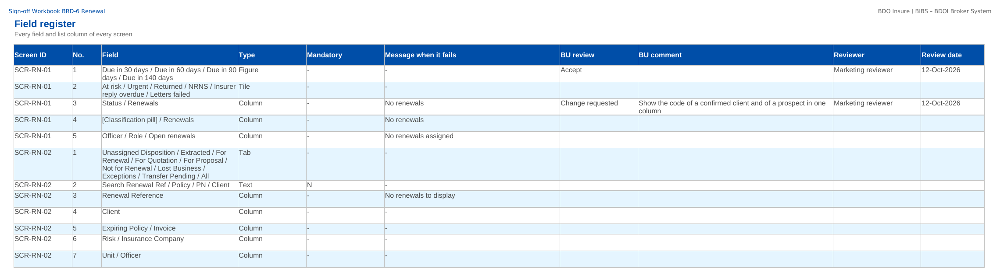 Sign-off Workbook BRD-6 Renewal
BDO Insure | BIBS – BDOI Broker System
Field register
Every field and list column of every screen
Screen ID No. Field Type Mandatory Message when it fails BU review BU comment Reviewer Review date
SCR-RN-01 1 Due in 30 days / Due in 60 days / Due in 90 Figure - - Accept Marketing reviewer 12-Oct-2026
days / Due in 140 days
SCR-RN-01 2 At risk / Urgent / Returned / NRNS / Insurer Tile - -
reply overdue / Letters failed
SCR-RN-01 3 Status / Renewals Column - No renewals Change requested Show the code of a confirmed client and of a prospect in one Marketing reviewer 12-Oct-2026
column
SCR-RN-01 4 [Classification pill] / Renewals Column - No renewals
SCR-RN-01 5 Officer / Role / Open renewals Column - No renewals assigned
SCR-RN-02 1 Unassigned Disposition / Extracted / For Tab - -
Renewal / For Quotation / For Proposal /
Not for Renewal / Lost Business /
Exceptions / Transfer Pending / All
SCR-RN-02 2 Search Renewal Ref / Policy / PN / Client Text N -
SCR-RN-02 3 Renewal Reference Column - No renewals to display
SCR-RN-02 4 Client Column - -
SCR-RN-02 5 Expiring Policy / Invoice Column - -
SCR-RN-02 6 Risk / Insurance Company Column - -
SCR-RN-02 7 Unit / Officer Column - -